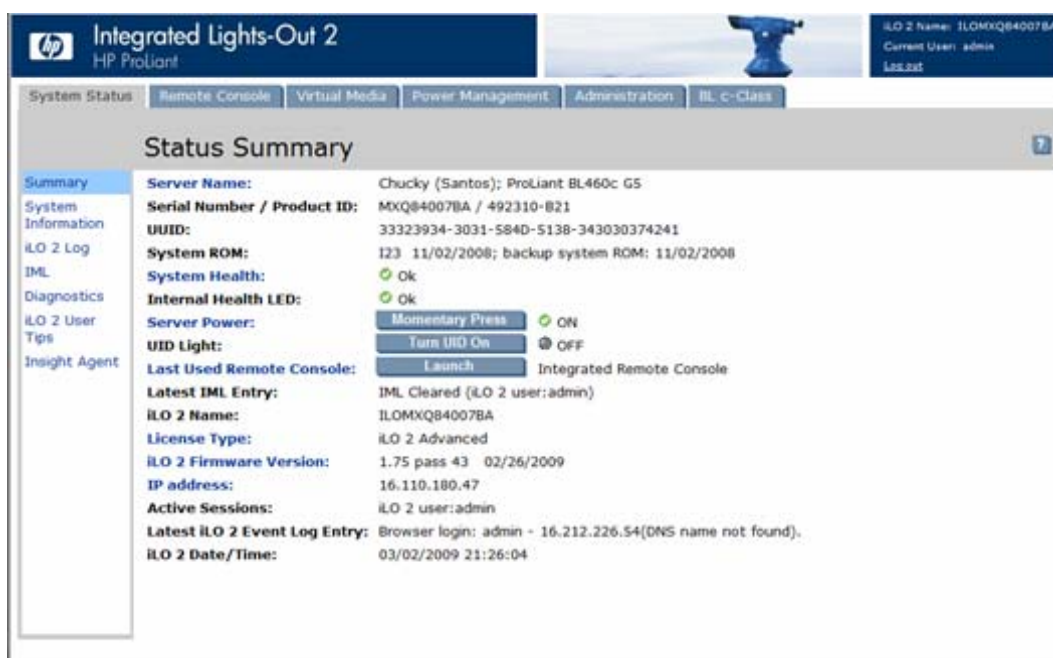 hp
Integrated Lights-Out 2
HP ProLiant
iLO 2 Name: ILOMXQ84007BA
Current User: admin
Log out
System Status Remote Console Virtual Media Power Management Administration BL c-Class
Status Summary
?
Summary
System
Information
iLO 2 Log
IML
Diagnostics
iLO 2 User
Tips
Insight Agent
Server Name: Chucky (Santos); ProLiant BL460c G5
Serial Number / Product ID: MXQ84007BA / 492310-B21
UUID: 33323934-3031-584D-5138-343030374241
System ROM: I23 11/02/2008; backup system ROM: 11/02/2008
System Health: Ok
Internal Health LED: Ok
Server Power: Momentary Press ON
UID Light: Turn UID On OFF
Last Used Remote Console: Launch Integrated Remote Console
Latest IML Entry: IML Cleared (iLO 2 user:admin)
iLO 2 Name: ILOMXQ84007BA
License Type: iLO 2 Advanced
iLO 2 Firmware Version: 1.75 pass 43 02/26/2009
IP address: 16.110.180.47
Active Sessions: iLO 2 user:admin
Latest iLO 2 Event Log Entry: Browser login: admin - 16.212.226.54(DNS name not found).
iLO 2 Date/Time: 03/02/2009 21:26:04